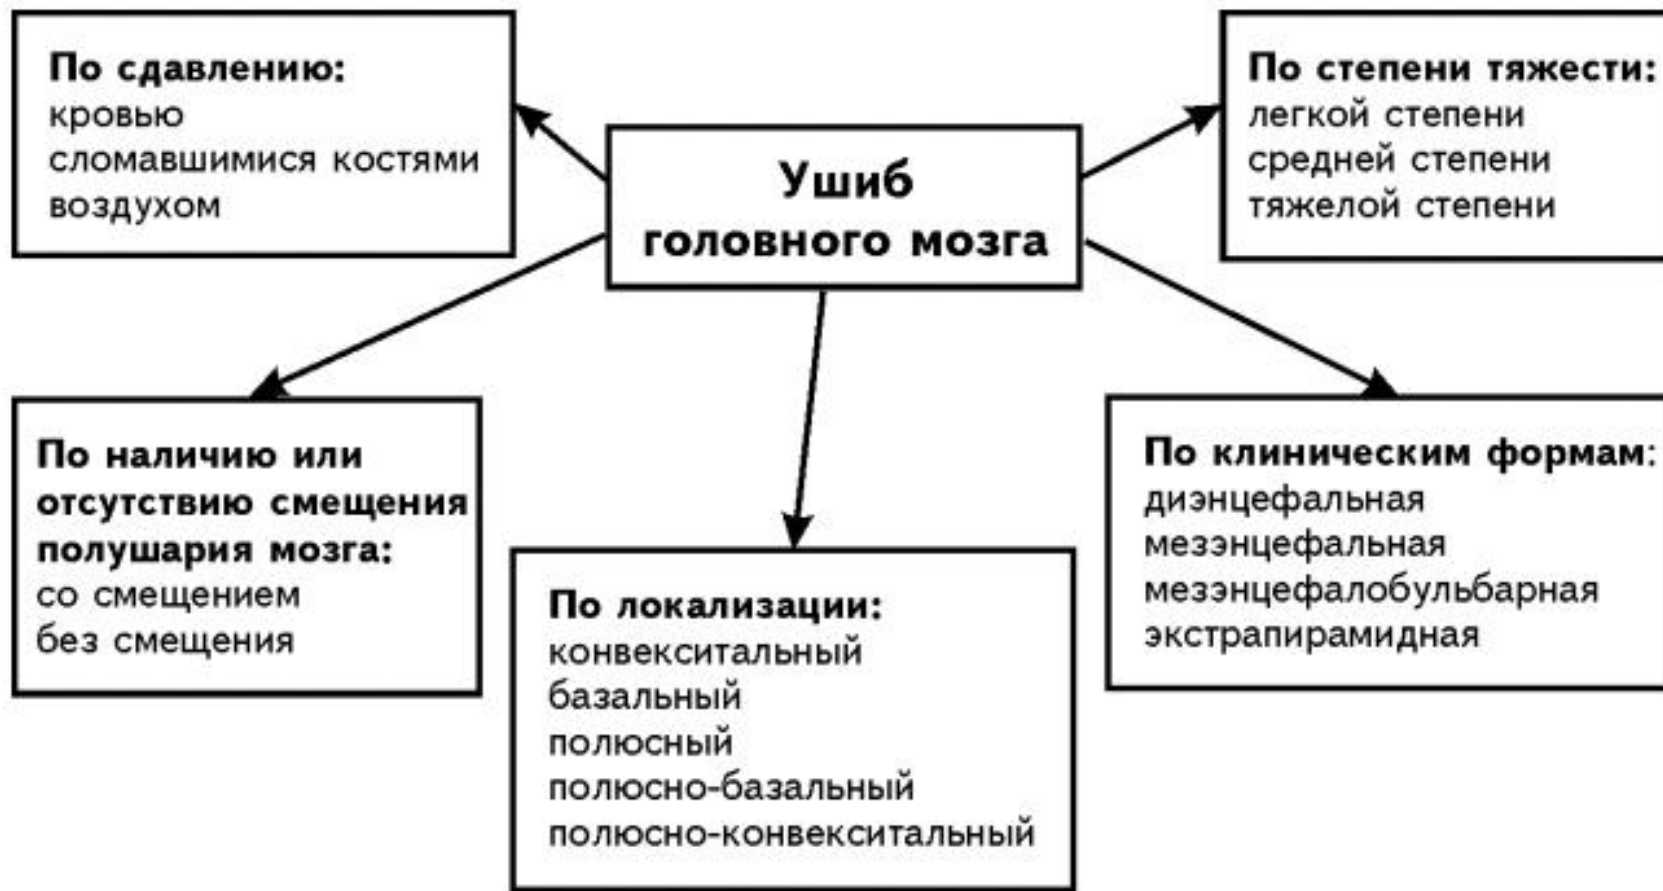 По сдавлению:
кровью
сломавшимися костями
воздухом
Ушиб
головного мозга
По степени тяжести:
легкой степени
средней степени
тяжелой степени
По наличию или
отсутствию смещения
полушария мозга:
со смещением
без смещения
По локализации:
конвекситальный
базальный
полюсный
полюсно-базальный
полюсно-конвекситальный
По клиническим формам:
диэнцефальная
мезэнцефальная
мезэнцефалобульбарная
экстрапирамидная